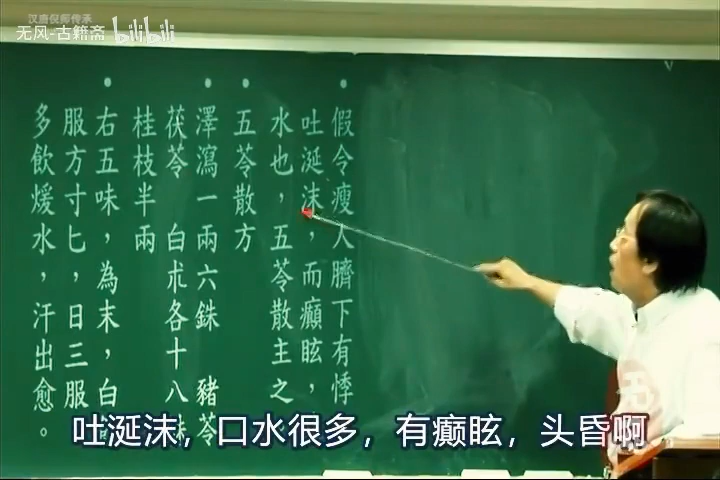 汉唐倪师传承
无风-古籍斋 bilibili
• 假令瘦人臍下有悸
吐涎沫，而癲眩，
水也，五苓散主之
• 五苓散方
• 澤瀉一兩六銖 豬苓
茯苓 白朮各十八銖
桂枝半兩
• 右五味，為末，白
服方寸匕，日三服
多飲煖水，汗出愈。
吐涎沫，口水很多，有癫眩，头昏啊